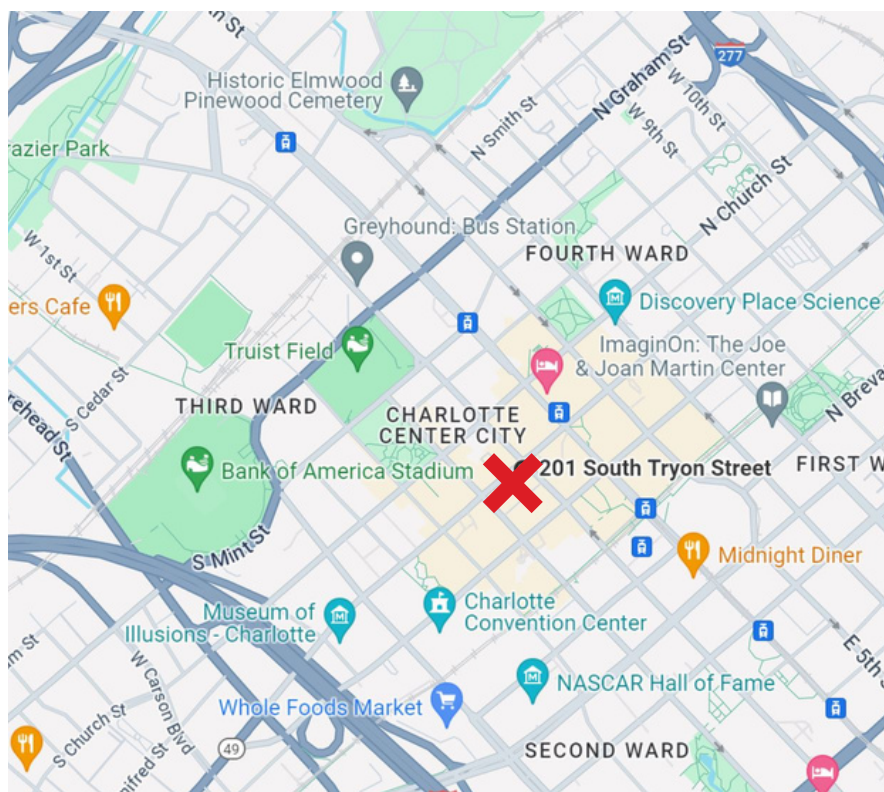 277
Historic Elmwood
Pinewood Cemetery
N Graham St
W 10th St
W 9th St
N Smith St
N Church St
razier Park
Greyhound: Bus Station
W 1st St
FOURTH WARD
ers Cafe
Discovery Place Science
Truist Field
ImaginOn: The Joe
& Joan Martin Center
S Cedar St
THIRD WARD
CHARLOTTE
CENTER CITY
N Breva
orehead St
Bank of America Stadium
201 South Tryon Street
FIRST W
S Mint St
Midnight Diner
Museum of
Illusions - Charlotte
Charlotte
Convention Center
E 5th S
W Carson Blvd
NASCAR Hall of Fame
Whole Foods Market
S Church St
49
SECOND WARD
nifred St